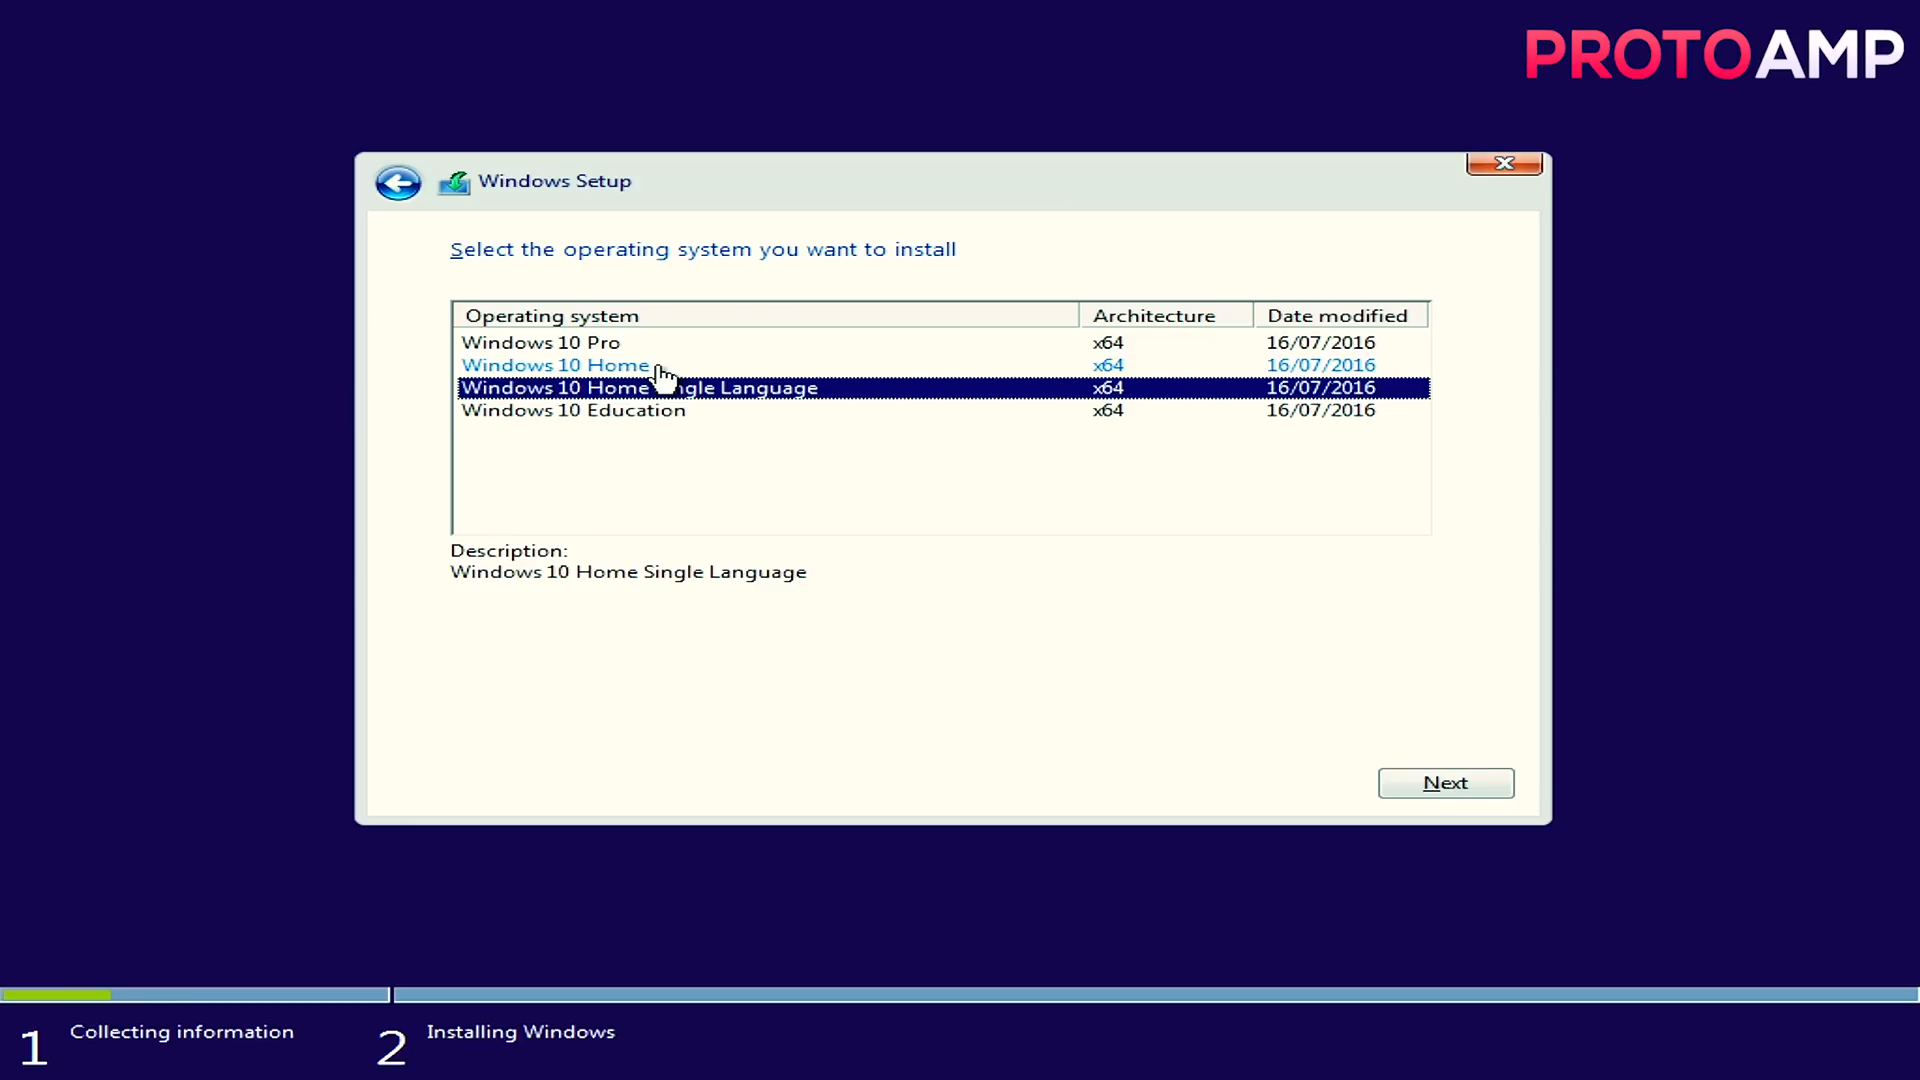 PROTOAMP
Windows Setup
Select the operating system you want to install
Operating system Architecture Date modified
Windows 10 Pro x64 16/07/2016
Windows 10 Home x64 16/07/2016
Windows 10 Home ngle Language x64 16/07/2016
Windows 10 Education x64 16/07/2016
Description:
Windows 10 Home Single Language
Next
1 Collecting information 2 Installing Windows